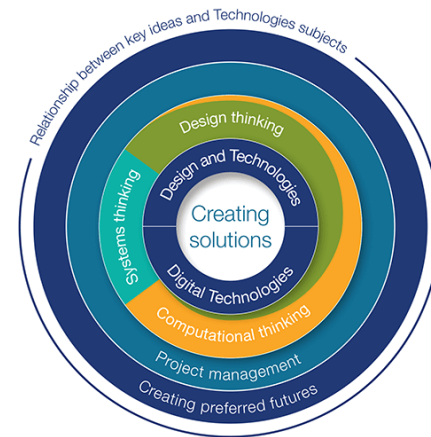 Relationship between key ideas and Technologies subjects
Design thinking
Design and Technologies
Systems thinking
Creating
solutions
Digital Technologies
Computational thinking
Project management
Creating preferred futures